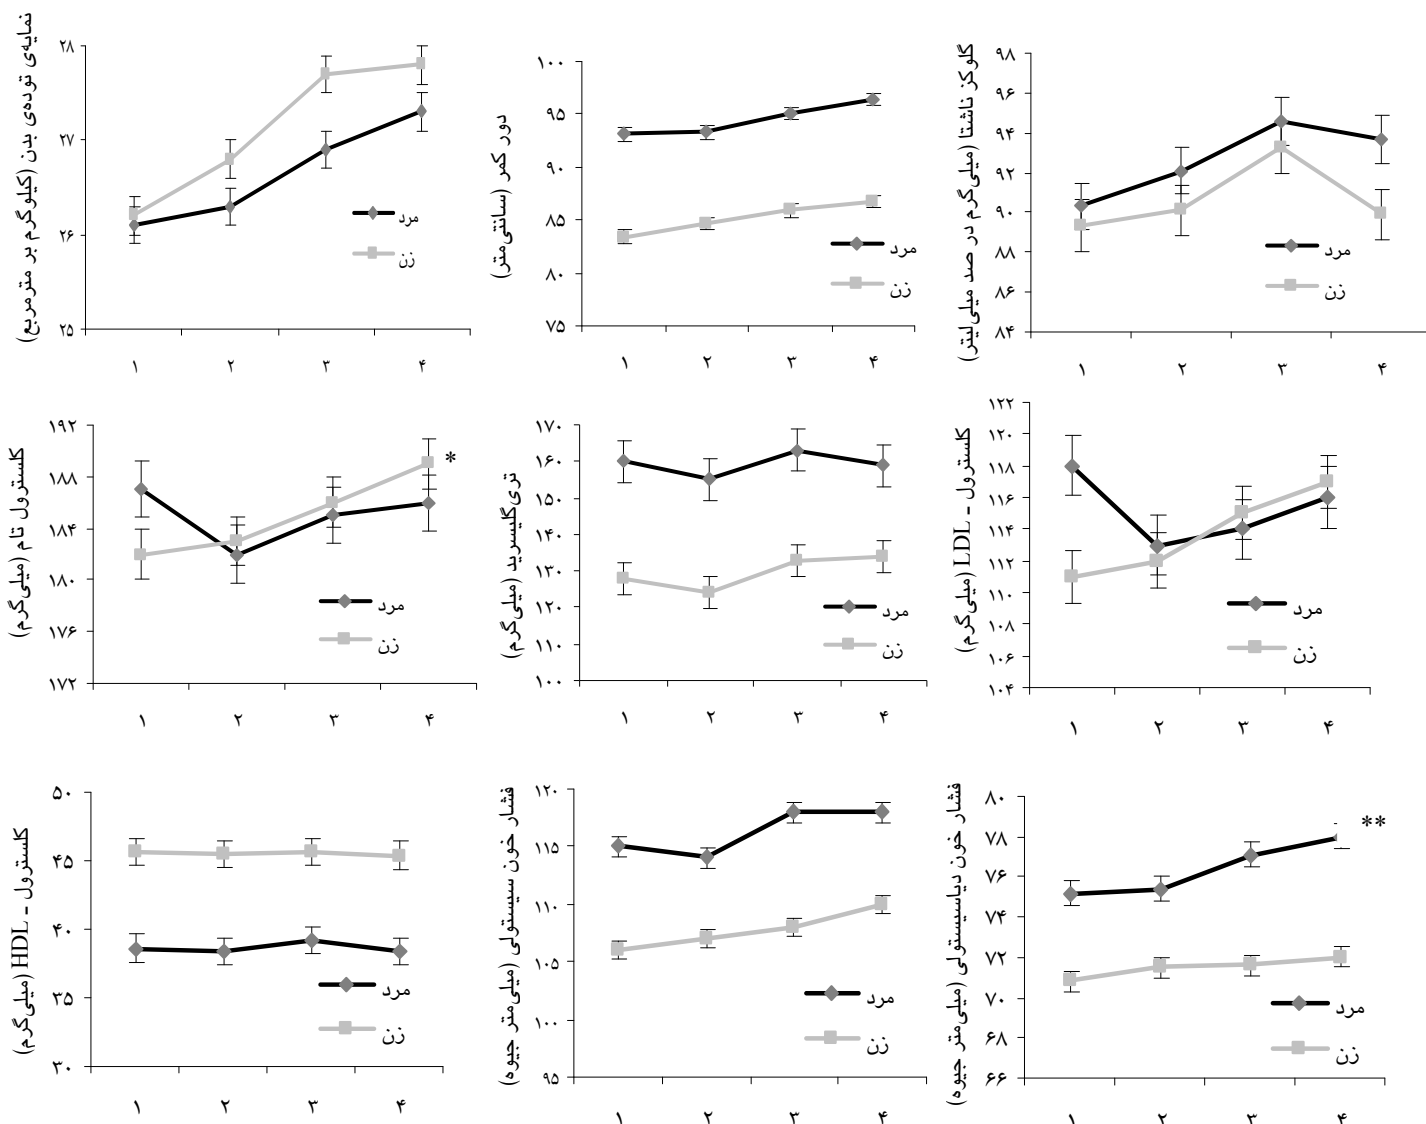 نمایه‌ی توده‌ی بدن (کیلوگرم بر مترمربع)
۲۸
۲۷
۲۶
۲۵
۱ ۲ ۳ ۴
مرد
زن
دور کمر (سانتی‌متر)
۱۰۰
۹۵
۹۰
۸۵
۸۰
۷۵
۱ ۲ ۳ ۴
مرد
زن
گلوکز ناشتا (میلی‌گرم در صد میلی‌لیتر)
۹۸
۹۶
۹۴
۹۲
۹۰
۸۸
۸۶
۸۴
۱ ۲ ۳ ۴
مرد
زن
کلسترول تام (میلی‌گرم)
۱۹۲
۱۸۸
۱۸۴
۱۸۰
۱۷۶
۱۷۲
۱ ۲ ۳ ۴
*
مرد
زن
تری‌گلیسرید (میلی‌گرم)
۱۷۰
۱۶۰
۱۵۰
۱۴۰
۱۳۰
۱۲۰
۱۱۰
۱۰۰
۱ ۲ ۳ ۴
مرد
زن
کلسترول - LDL (میلی‌گرم)
۱۲۲
۱۲۰
۱۱۸
۱۱۶
۱۱۴
۱۱۲
۱۱۰
۱۰۸
۱۰۶
۱۰۴
۱ ۲ ۳ ۴
مرد
زن
کلسترول - HDL (میلی‌گرم)
۵۰
۴۵
۴۰
۳۵
۳۰
۱ ۲ ۳ ۴
مرد
زن
فشار خون سیستولی (میلی‌متر جیوه)
۱۲۰
۱۱۵
۱۱۰
۱۰۵
۱۰۰
۹۵
۱ ۲ ۳ ۴
مرد
زن
فشار خون دیاستولی (میلی‌متر جیوه)
۸۰
۷۸
۷۶
۷۴
۷۲
۷۰
۶۸
۶۶
۱ ۲ ۳ ۴
**
مرد
زن